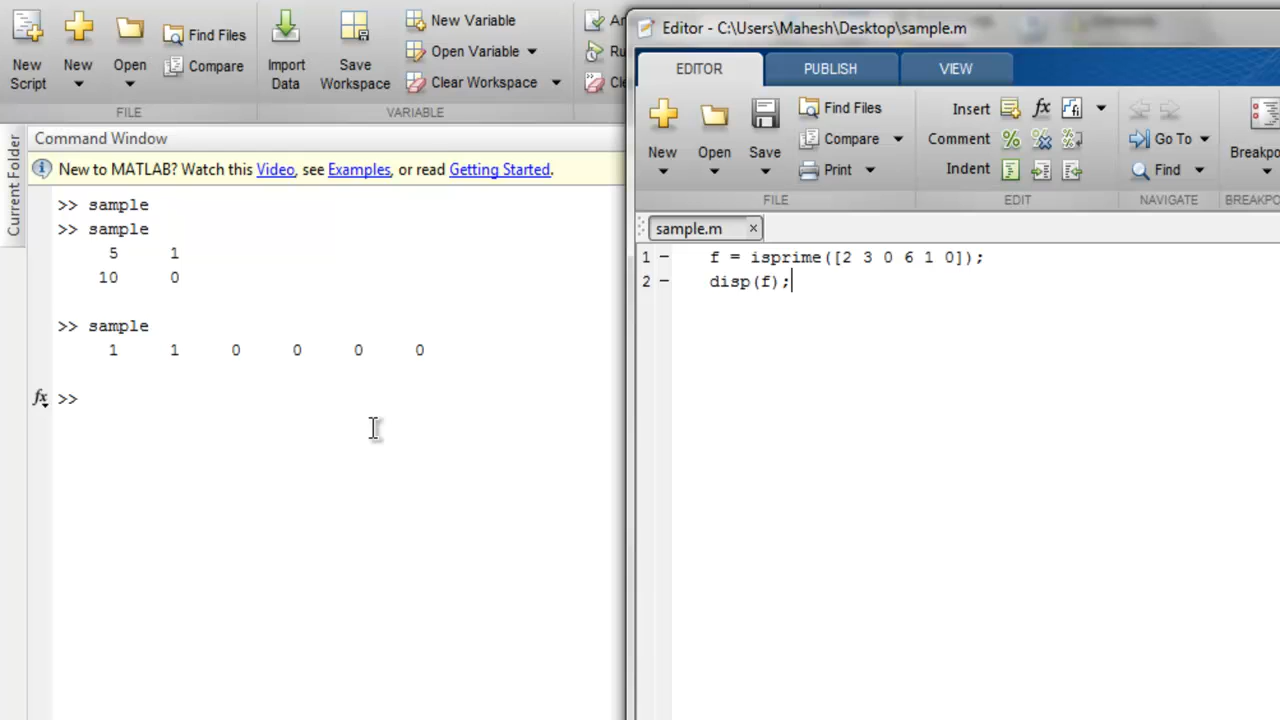 New Script
New
Open
Find Files
Compare
FILE
Import Data
Save Workspace
New Variable
Open Variable
Clear Workspace
VARIABLE
Current Folder
Command Window
New to MATLAB? Watch this Video, see Examples, or read Getting Started.
>> sample
>> sample
5 1
10 0
>> sample
1 1 0 0 0 0
fx >>
Editor - C:\Users\Mahesh\Desktop\sample.m
EDITOR PUBLISH VIEW
New
Open
Save
Find Files
Compare
Print
FILE
Insert fx
Comment
Indent
EDIT
Go To
Find
NAVIGATE
sample.m ×
1 – f = isprime([2 3 0 6 1 0]);
2 – disp(f);